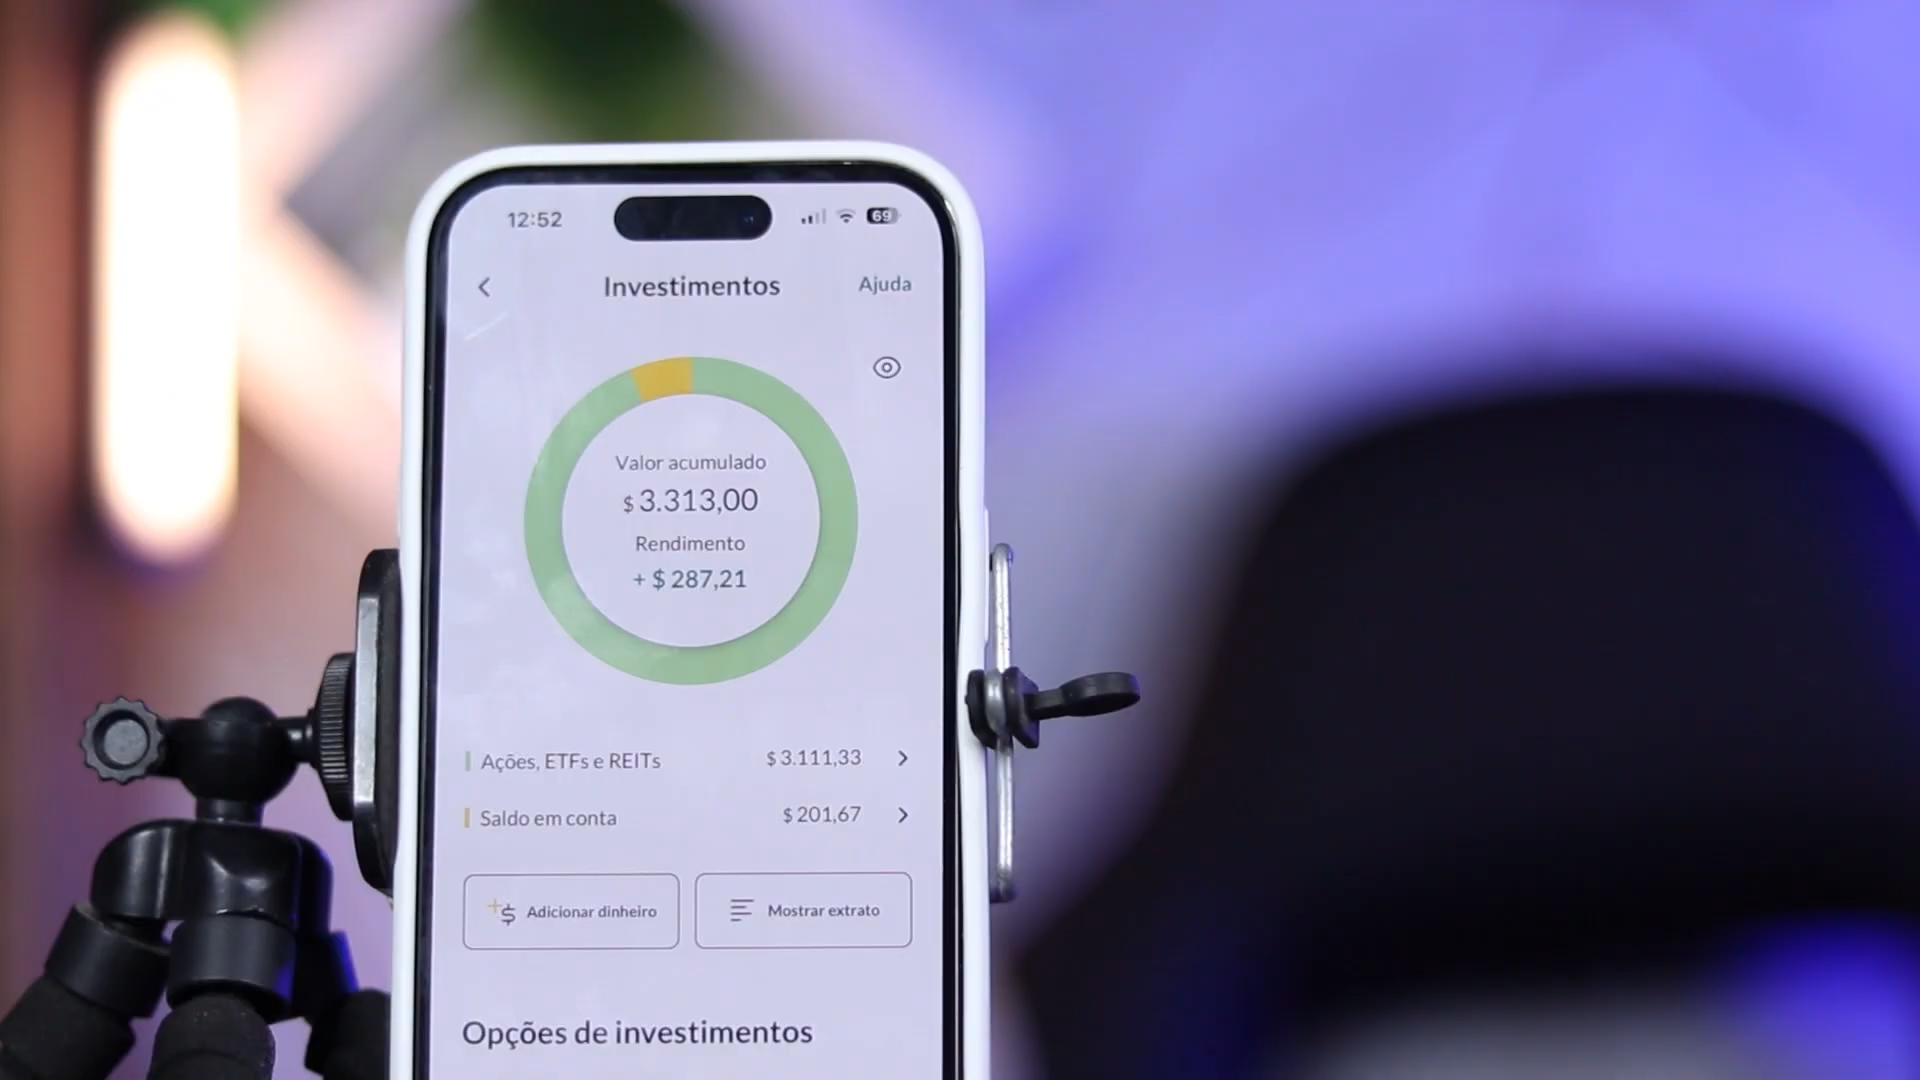 12:52
69
Investimentos
Ajuda
Valor acumulado
$ 3.313,00
Rendimento
+ $ 287,21
Ações, ETFs e REITs
$ 3.111,33
Saldo em conta
$ 201,67
Adicionar dinheiro
Mostrar extrato
Opções de investimentos